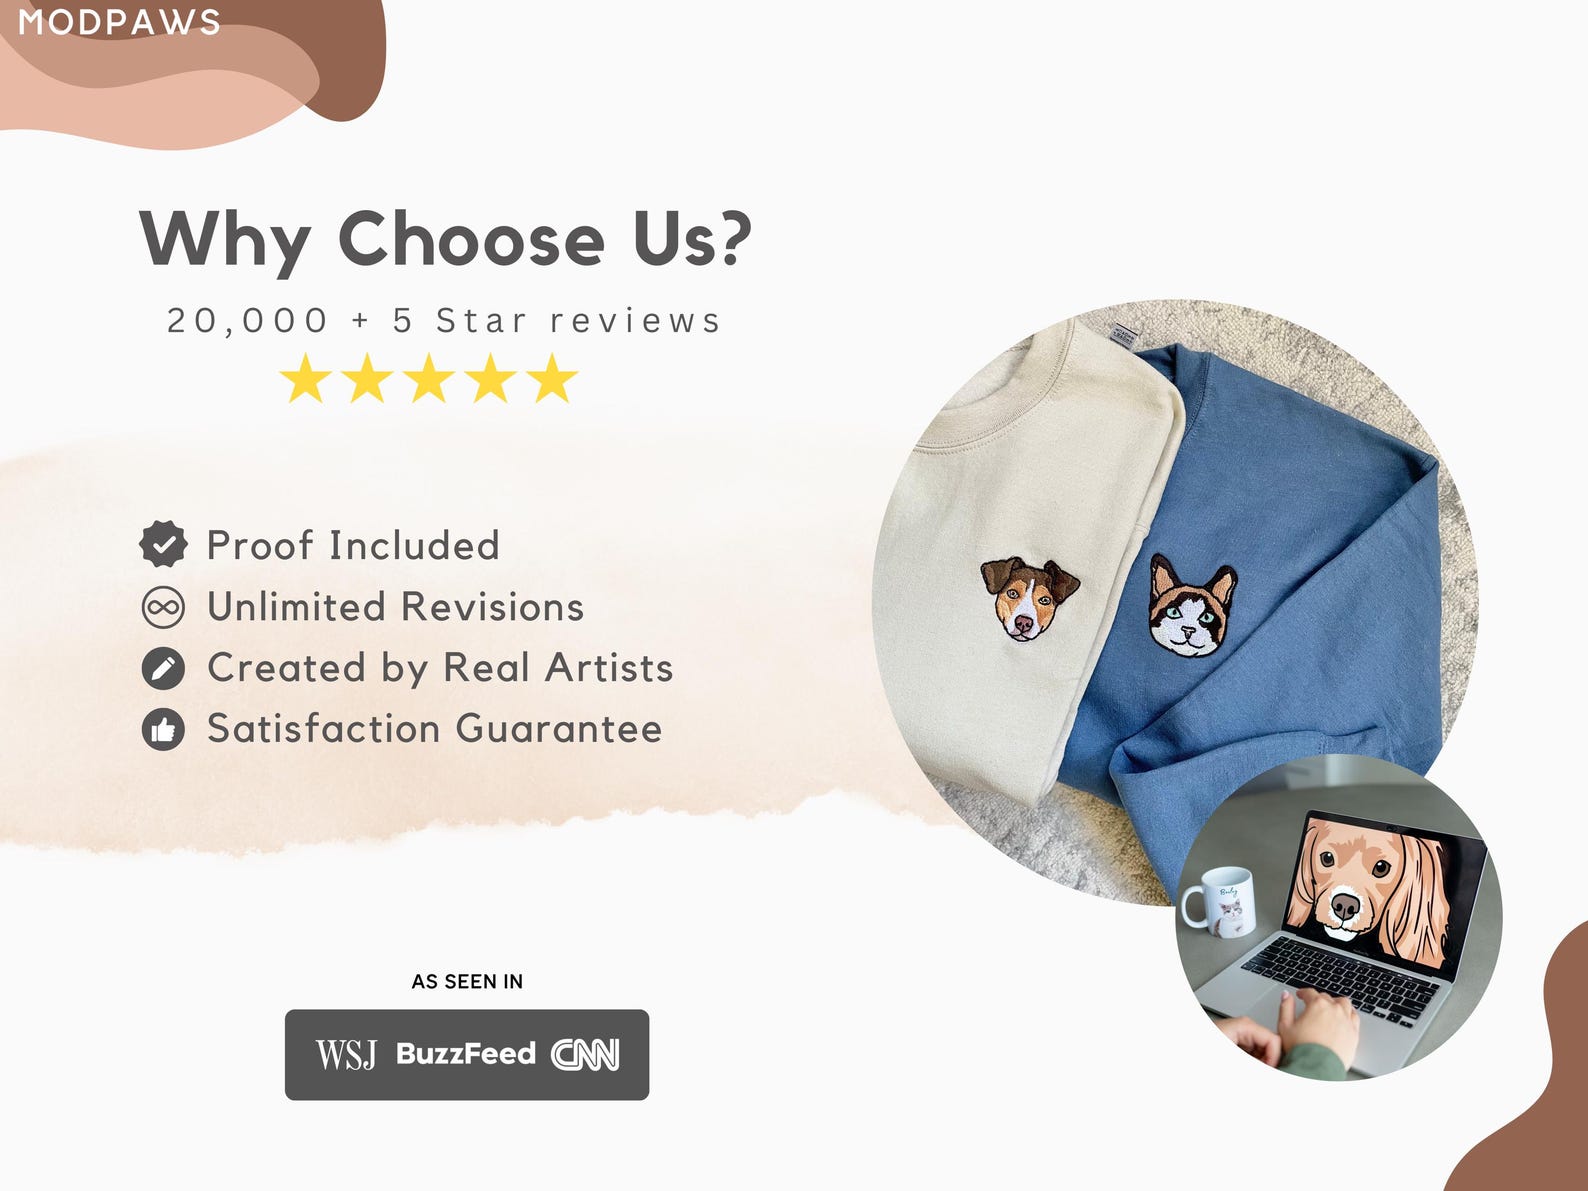 MODPAWS
Why Choose Us?
20,000 + 5 Star reviews
Proof Included
Unlimited Revisions
Created by Real Artists
Satisfaction Guarantee
AS SEEN IN
WSJ BuzzFeed CNN
Bailey